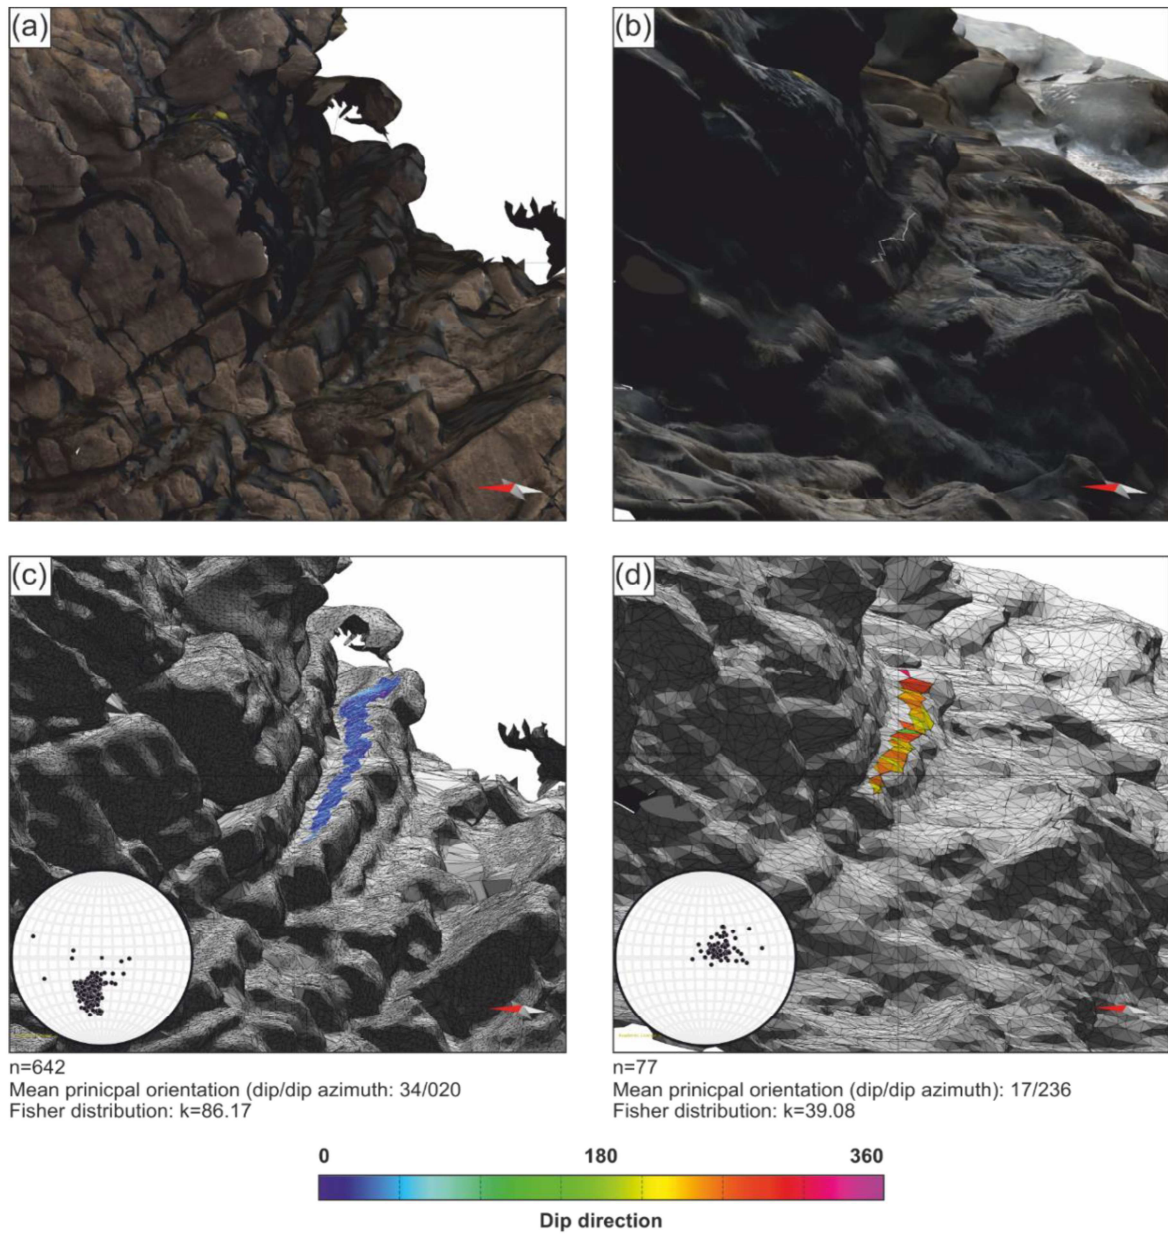 (a)
(b)
(c)
(d)
n=642
Mean prinicpal orientation (dip/dip azimuth: 34/020
Fisher distribution: k=86.17
n=77
Mean prinicpal orientation (dip/dip azimuth): 17/236
Fisher distribution: k=39.08
0 180 360
Dip direction